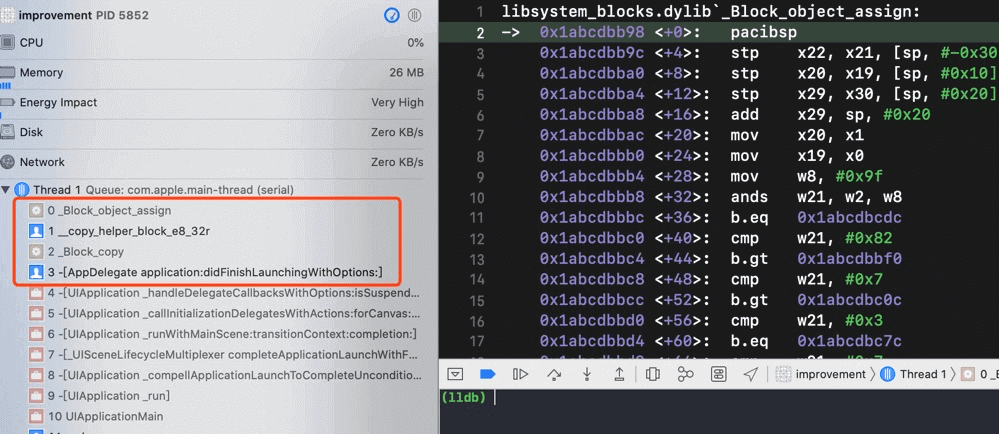 improvement PID 5852
CPU 0%
Memory 26 MB
Energy Impact Very High
Disk Zero KB/s
Network Zero KB/s
Thread 1 Queue: com.apple.main-thread (serial)
0 _Block_object_assign
1 __copy_helper_block_e8_32r
2 _Block_copy
3 -[AppDelegate application:didFinishLaunchingWithOptions:]
4 -[UIApplication _handleDelegateCallbacksWithOptions:isSuspend...
5 -[UIApplication _callInitializationDelegatesWithActions:forCanvas:...
6 -[UIApplication _runWithMainScene:transitionContext:completion:]
7 -[_UISceneLifecycleMultiplexer completeApplicationLaunchWithF...
8 -[UIApplication _compellApplicationLaunchToCompleteUncondition...
9 -[UIApplication _run]
10 UIApplicationMain
1 libsystem_blocks.dylib`_Block_object_assign:
2 -> 0x1abcdbb98 <+0>: pacibsp
3 0x1abcdbb9c <+4>: stp x22, x21, [sp, #-0x30
4 0x1abcdbba0 <+8>: stp x20, x19, [sp, #0x10]
5 0x1abcdbba4 <+12>: stp x29, x30, [sp, #0x20]
6 0x1abcdbba8 <+16>: add x29, sp, #0x20
7 0x1abcdbbac <+20>: mov x20, x1
8 0x1abcdbbb0 <+24>: mov x19, x0
9 0x1abcdbbb4 <+28>: mov w8, #0x9f
10 0x1abcdbbb8 <+32>: ands w21, w2, w8
11 0x1abcdbbbc <+36>: b.eq 0x1abcdbcdc
12 0x1abcdbbc0 <+40>: cmp w21, #0x82
13 0x1abcdbbc4 <+44>: b.gt 0x1abcdbbf0
14 0x1abcdbbc8 <+48>: cmp w21, #0x7
15 0x1abcdbbcc <+52>: b.gt 0x1abcdbc0c
16 0x1abcdbbd0 <+56>: cmp w21, #0x3
17 0x1abcdbbd4 <+60>: b.eq 0x1abcdbc7c
improvement 〉 Thread 1 〉 0 _B
(lldb)